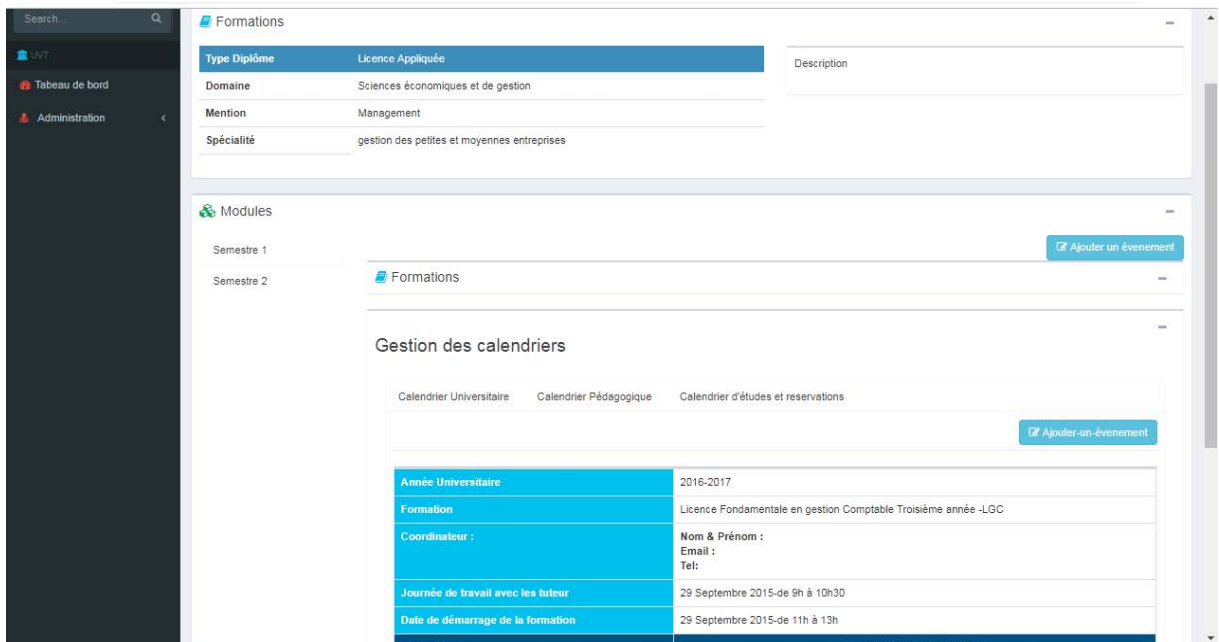 Search...
UVT
Tabeau de bord
Administration
Formations
Type Diplôme Licence Appliquée
Domaine Sciences économiques et de gestion
Mention Management
Spécialité gestion des petites et moyennes entreprises
Description
Modules
Semestre 1
Semestre 2
Ajouter un évenement
Formations
Gestion des calendriers
Calendrier Universitaire Calendrier Pédagogique Calendrier d'études et reservations
Ajouter-un-évenement
Année Universitaire 2016-2017
Formation Licence Fondamentale en gestion Comptable Troisième année -LGC
Coordinateur : Nom & Prénom :
Email :
Tel:
Journée de travail avec les tuteur 29 Septembre 2015-de 9h à 10h30
Date de démarrage de la formation 29 Septembre 2015-de 11h à 13h